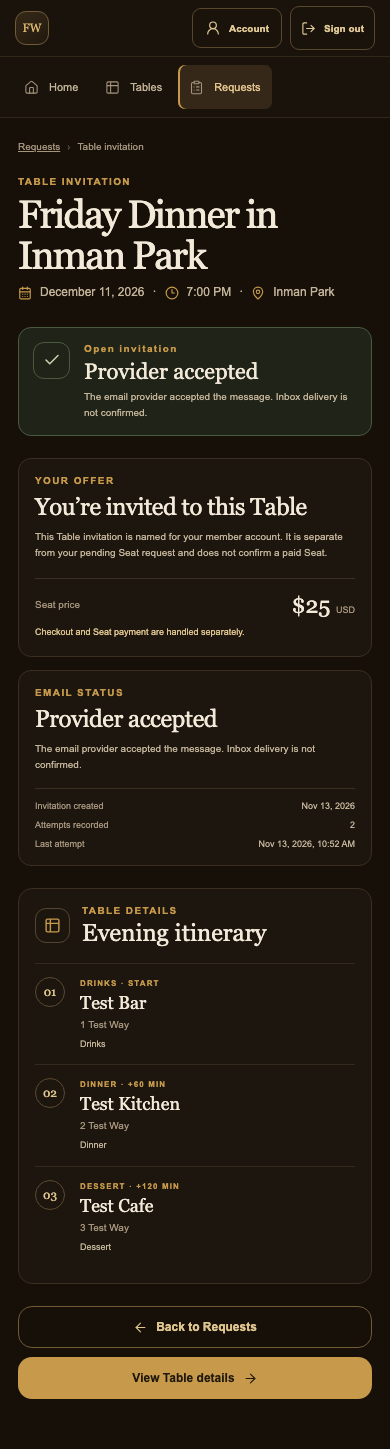 FW
Account
Sign out
Home
Tables
Requests
Requests › Table invitation
TABLE INVITATION
Friday Dinner in
Inman Park
December 11, 2026 · 7:00 PM · Inman Park
Open invitation
Provider accepted
The email provider accepted the message. Inbox delivery is
not confirmed.
YOUR OFFER
You’re invited to this Table
This Table invitation is named for your member account. It is separate
from your pending Seat request and does not confirm a paid Seat.
Seat price
$25 USD
Checkout and Seat payment are handled separately.
EMAIL STATUS
Provider accepted
The email provider accepted the message. Inbox delivery is not
confirmed.
Invitation created Nov 13, 2026
Attempts recorded 2
Last attempt Nov 13, 2026, 10:52 AM
TABLE DETAILS
Evening itinerary
01
DRINKS · START
Test Bar
1 Test Way
Drinks
02
DINNER · +60 MIN
Test Kitchen
2 Test Way
Dinner
03
DESSERT · +120 MIN
Test Cafe
3 Test Way
Dessert
← Back to Requests
View Table details →